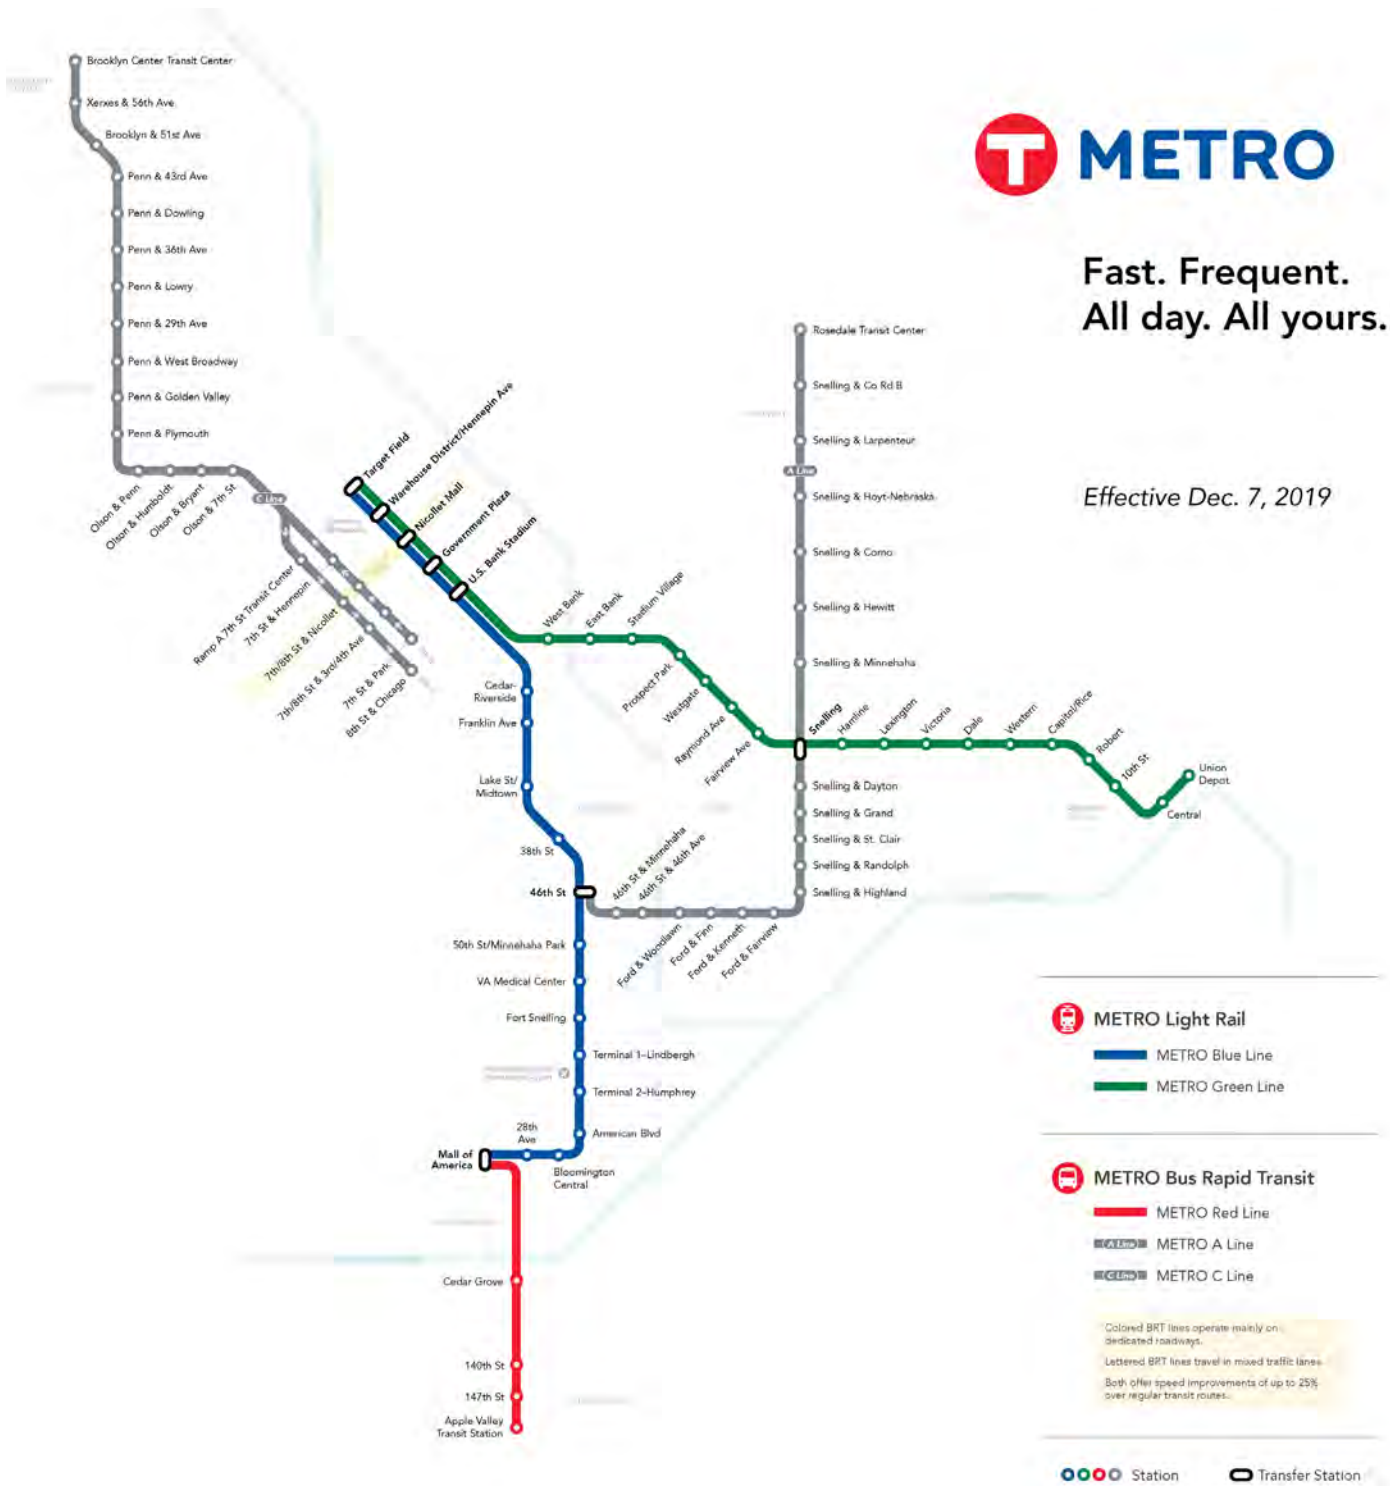 Brooklyn Center Transit Center
Xerxes & 56th Ave
Brooklyn & 51st Ave
Penn & 43rd Ave
Penn & Dowling
Penn & 36th Ave
Penn & Lowry
Penn & 29th Ave
Penn & West Broadway
Penn & Golden Valley
Penn & Plymouth
Olson & Penn
Olson & Humboldt
Olson & Bryant
Olson & 7th St
C Line
Ramp A 7th St Transit Center
7th St & Hennepin
7th/8th St & Nicollet
7th/8th St & 3rd/4th Ave
7th St & Park
8th St & Chicago
Target Field
Warehouse District/Hennepin Ave
Nicollet Mall
Government Plaza
U.S. Bank Stadium
West Bank
East Bank
Stadium Village
Prospect Park
Westgate
Raymond Ave
Fairview Ave
Snelling
Hamline
Lexington
Victoria
Dale
Western
Capitol/Rice
Robert
10th St
Central
Union
Depot
Cedar-
Riverside
Franklin Ave
Lake St/
Midtown
38th St
46th St
50th St/Minnehaha Park
VA Medical Center
Fort Snelling
Terminal 1–Lindbergh
Terminal 2–Humphrey
American Blvd
Bloomington
Central
28th
Ave
Mall of
America
Cedar Grove
140th St
147th St
Apple Valley
Transit Station
Rosedale Transit Center
Snelling & Co Rd B
Snelling & Larpenteur
A Line
Snelling & Hoyt-Nebraska
Snelling & Como
Snelling & Hewitt
Snelling & Minnehaha
Snelling & Dayton
Snelling & Grand
Snelling & St. Clair
Snelling & Randolph
Snelling & Highland
46th St & Minnehaha
46th St & 46th Ave
Ford & Woodlawn
Ford & Finn
Ford & Kenneth
Ford & Fairview
T METRO
Fast. Frequent.
All day. All yours.
Effective Dec. 7, 2019
METRO Light Rail
METRO Blue Line
METRO Green Line
METRO Bus Rapid Transit
METRO Red Line
A Line METRO A Line
C Line METRO C Line
Colored BRT lines operate mainly on
dedicated roadways.
Lettered BRT lines travel in mixed traffic lanes.
Both offer speed improvements of up to 25%
over regular transit routes.
Station
Transfer Station